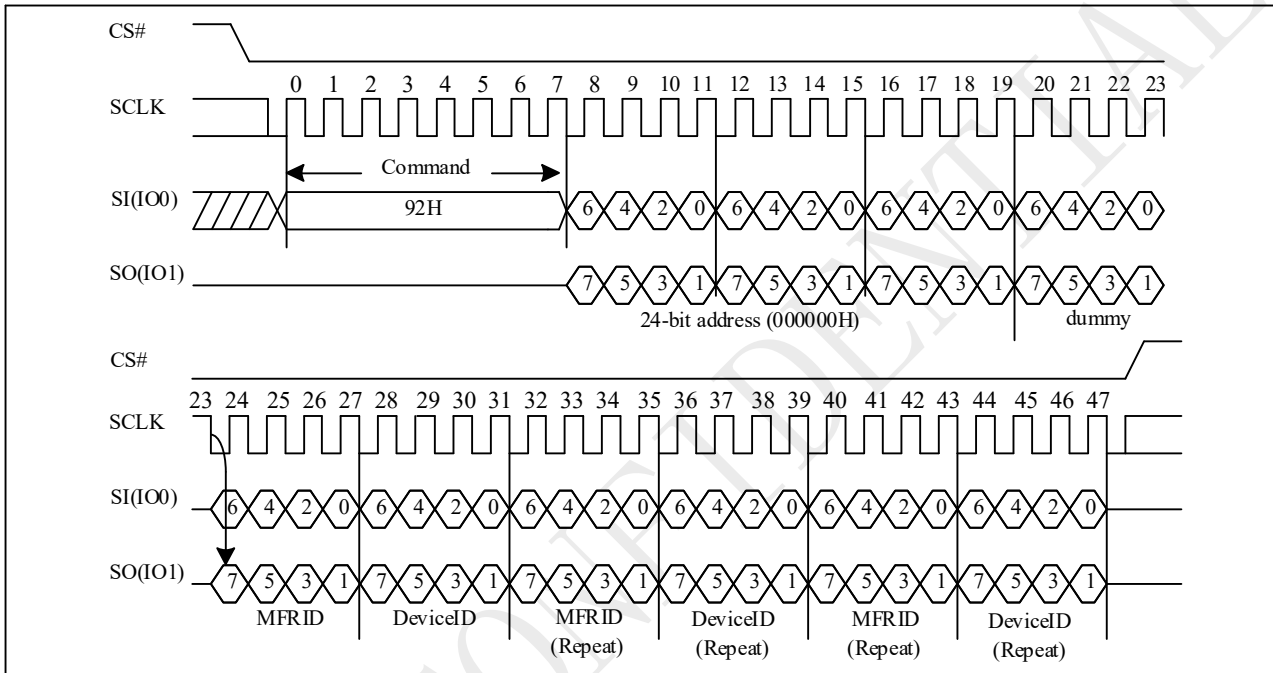 CS#
0 1 2 3 4 5 6 7 8 9 10 11 12 13 14 15 16 17 18 19 20 21 22 23
SCLK
Command
SI(IO0)
92H
6 4 2 0 6 4 2 0 6 4 2 0 6 4 2 0
SO(IO1)
7 5 3 1 7 5 3 1 7 5 3 1 7 5 3 1
24-bit address (000000H)
dummy
CS#
23 24 25 26 27 28 29 30 31 32 33 34 35 36 37 38 39 40 41 42 43 44 45 46 47
SCLK
SI(IO0)
6 4 2 0 6 4 2 0 6 4 2 0 6 4 2 0 6 4 2 0 6 4 2 0
SO(IO1)
7 5 3 1 7 5 3 1 7 5 3 1 7 5 3 1 7 5 3 1 7 5 3 1
MFRID DeviceID MFRID DeviceID MFRID DeviceID
(Repeat) (Repeat) (Repeat) (Repeat)